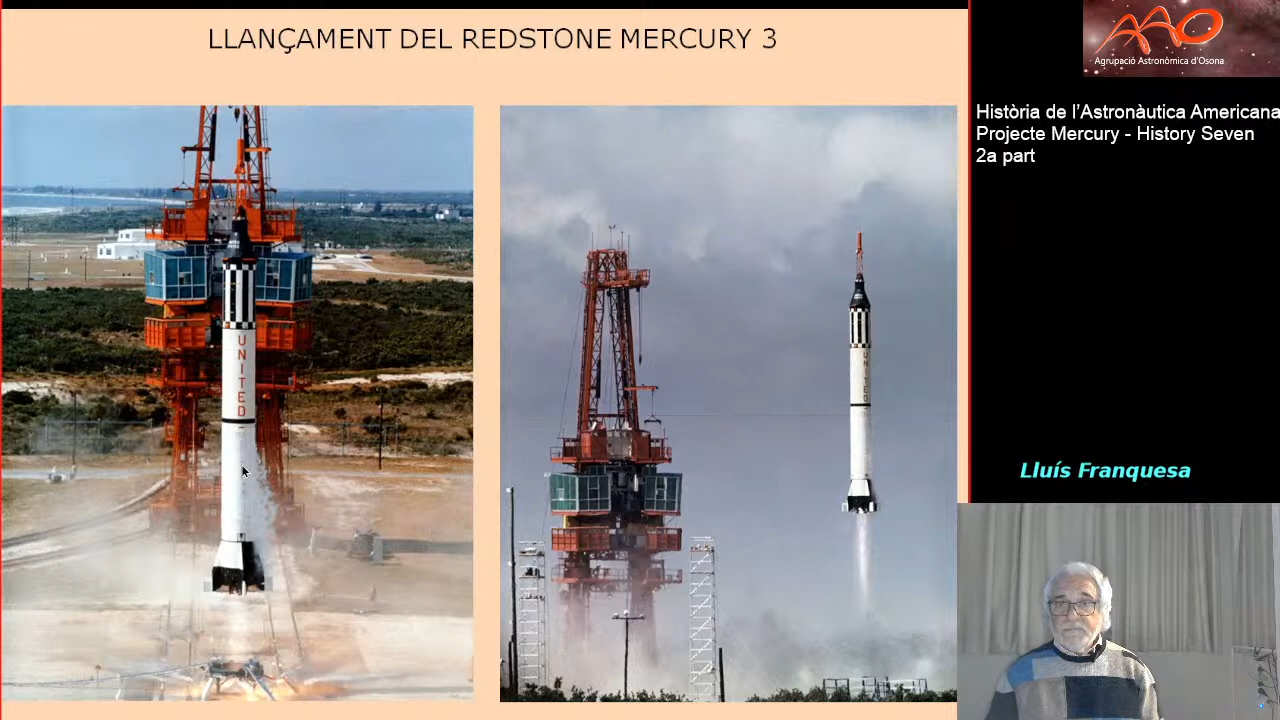 LLANÇAMENT DEL REDSTONE MERCURY 3
UNITED
UNITED
AAO
Agrupació Astronòmica d'Osona
Història de l'Astronàutica Americana
Projecte Mercury - History Seven
2a part
Lluís Franquesa